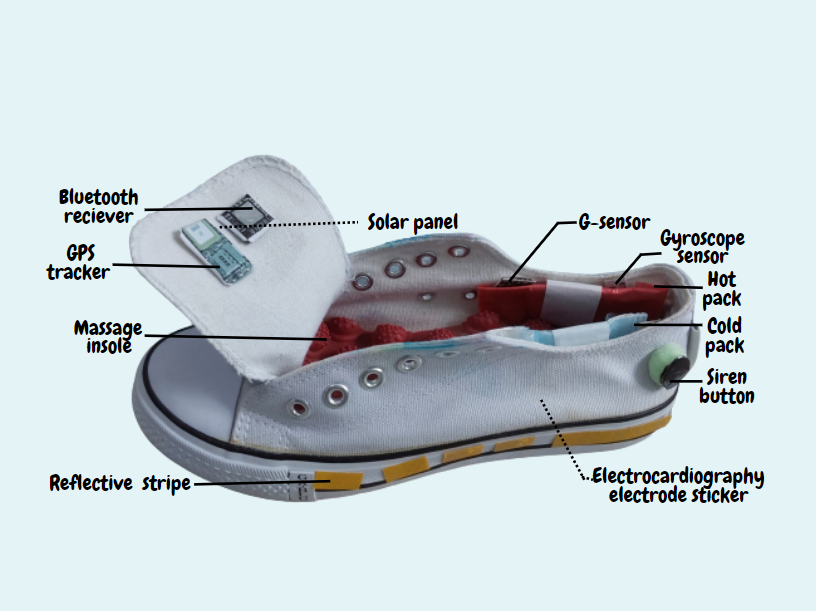 Bluetooth
reciever
Solar panel
G-sensor
GPS
tracker
Gyroscope
sensor
Hot
pack
Massage
insole
Cold
pack
Siren
button
Reflective stripe
Electrocardiography
electrode sticker